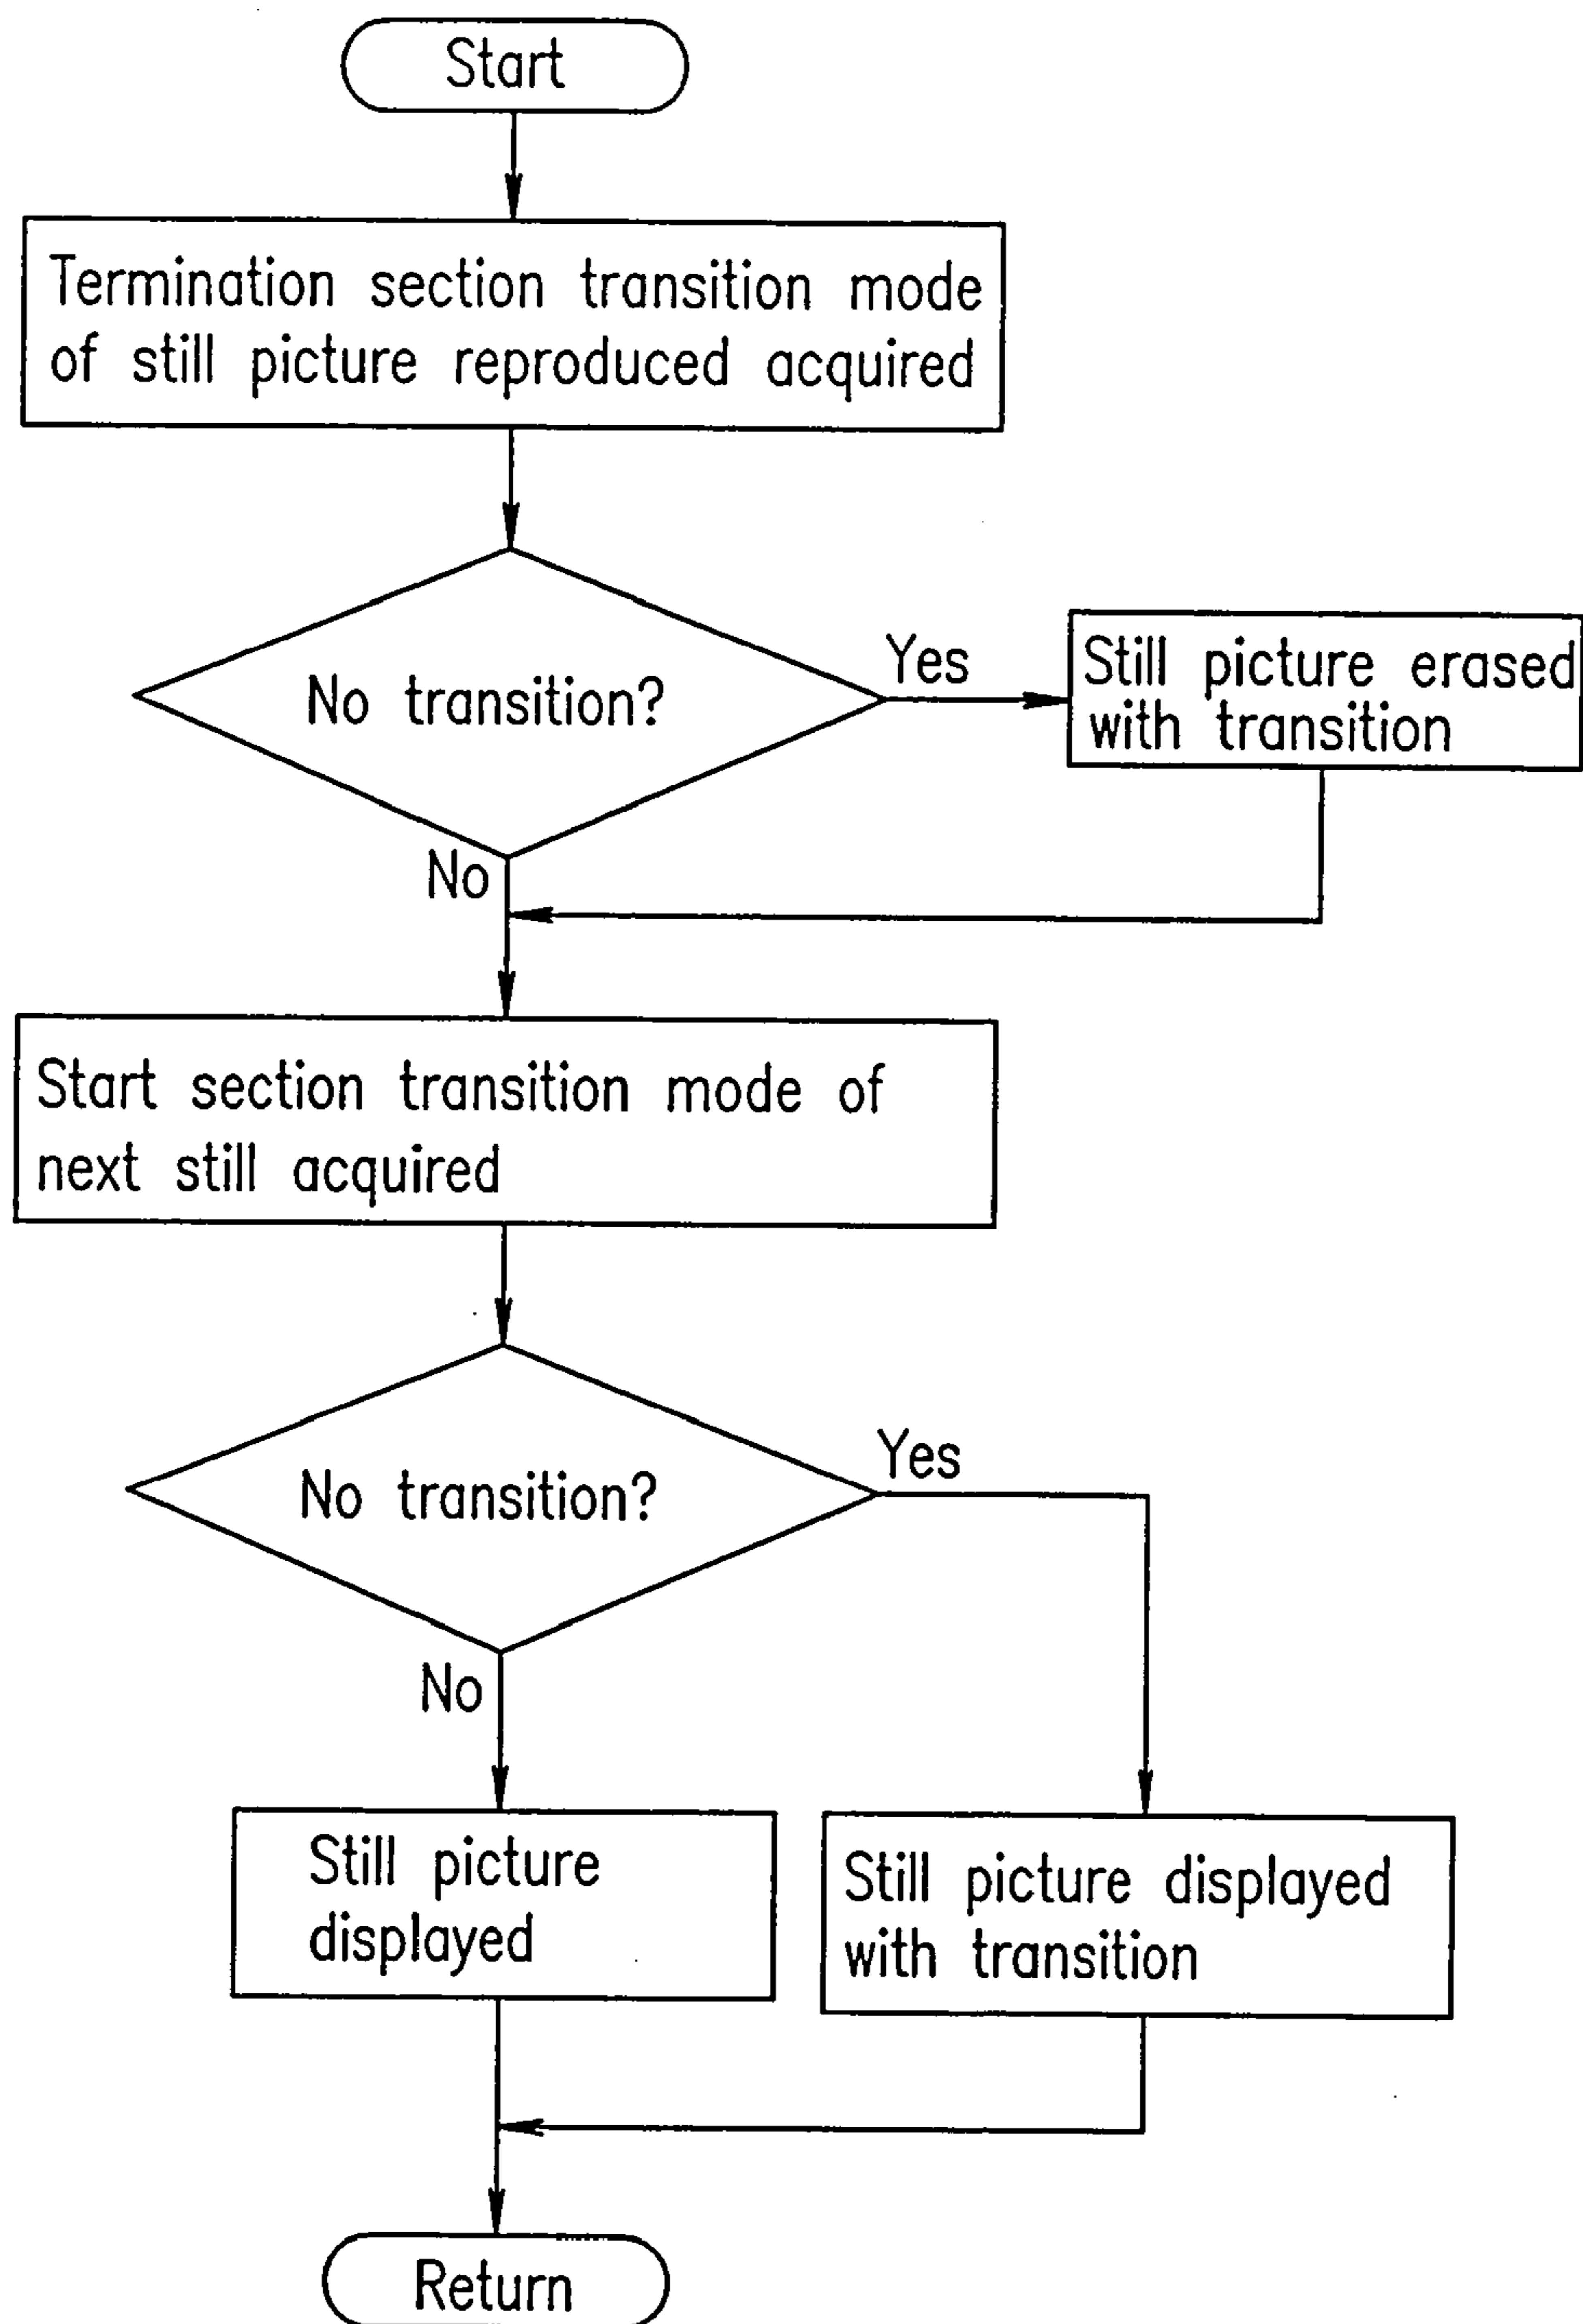 Start
Termination section transition mode
of still picture reproduced acquired
No transition?
Yes
Still picture erased
with transition
No
Start section transition mode of
next still acquired
No transition?
Yes
No
Still picture
displayed
Still picture displayed
with transition
Return